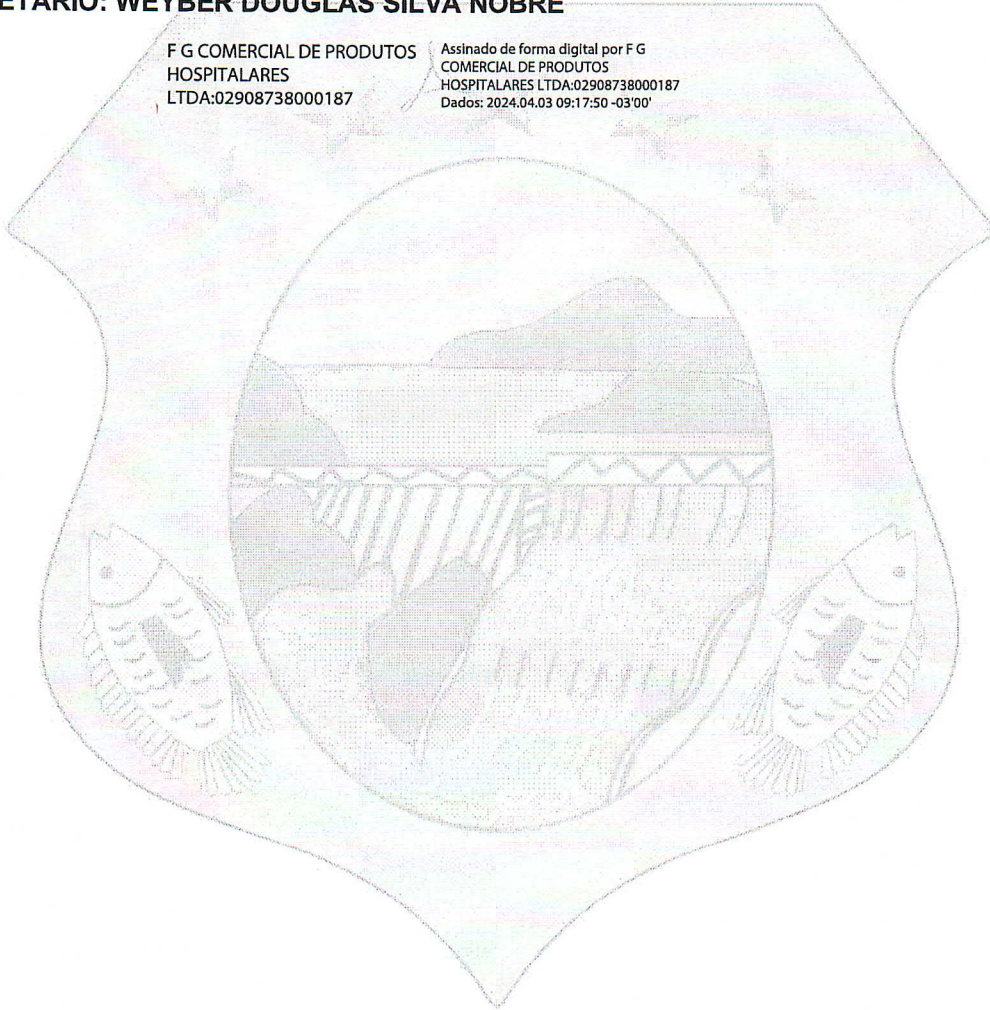 ETÁRIO: WEYBER DOUGLAS SILVA NOBRE
F G COMERCIAL DE PRODUTOS
HOSPITALARES
LTDA:02908738000187
Assinado de forma digital por F G
COMERCIAL DE PRODUTOS
HOSPITALARES LTDA:02908738000187
Dados: 2024.04.03 09:17:50 -03'00'